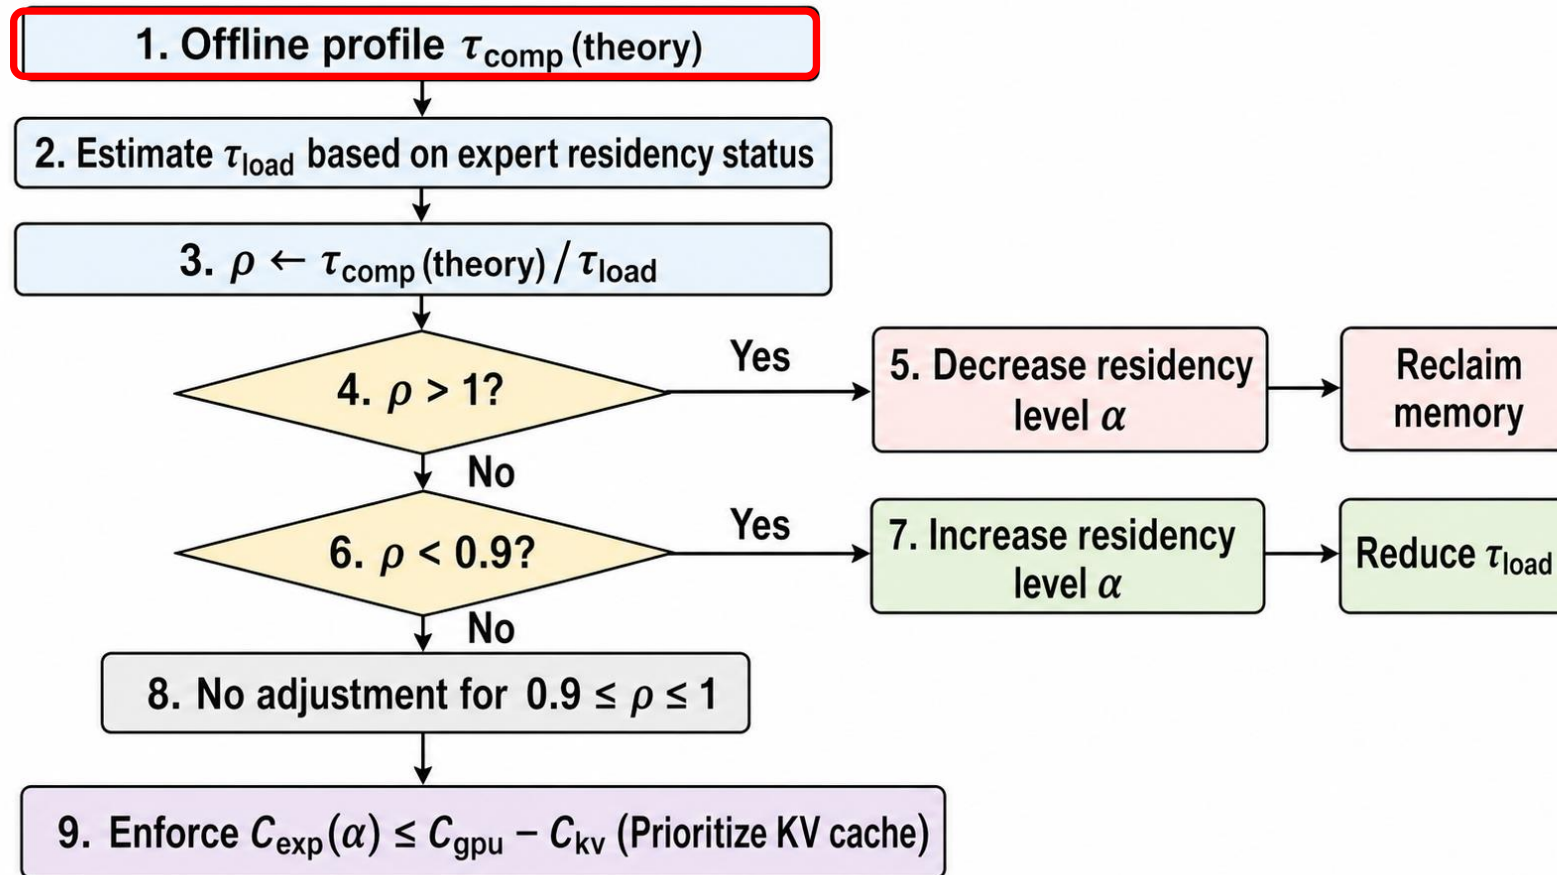 1. Offline profile τcomp (theory)
2. Estimate τload based on expert residency status
3. ρ ← τcomp (theory) / τload
4. ρ > 1?
Yes
5. Decrease residency
level α
Reclaim
memory
No
6. ρ < 0.9?
Yes
7. Increase residency
level α
Reduce τload
No
8. No adjustment for 0.9 ≤ ρ ≤ 1
9. Enforce Cexp(α) ≤ Cgpu − Ckv (Prioritize KV cache)